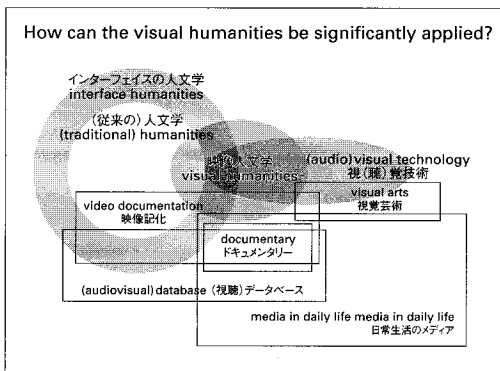 How can the visual humanities be significantly applied?
インターフェイスの人文学
interface humanities
(従来の)人文学
(traditional) humanities
の人文学
visual humanities
(audio)visual technology
視(聴)覚技術
visual arts
視覚芸術
video documentation
映像記化
documentary
ドキュメンタリー
(audiovisual) database (視聴)データベース
media in daily life media in daily life
日常生活のメディア